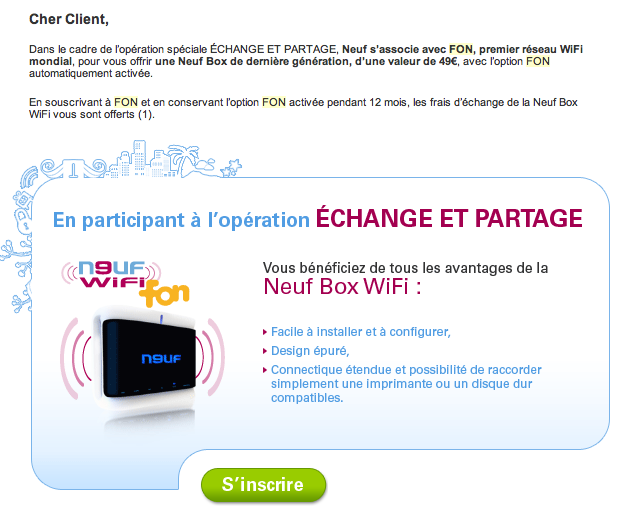 Cher Client,
Dans le cadre de l'opération spéciale ÉCHANGE ET PARTAGE, Neuf s'associe avec FON, premier réseau WiFi
mondial, pour vous offrir une Neuf Box de dernière génération, d'une valeur de 49€, avec l'option FON
automatiquement activée.
En souscrivant à FON et en conservant l'option FON activée pendant 12 mois, les frais d'échange de la Neuf Box
WiFi vous sont offerts (1).
En participant à l'opération ÉCHANGE ET PARTAGE
n9uf
WiFi
fon
n9uf
Vous bénéficiez de tous les avantages de la
Neuf Box WiFi :
Facile à installer et à configurer,
Design épuré,
Connectique étendue et possibilité de raccorder
simplement une imprimante ou un disque dur
compatibles.
S'inscrire